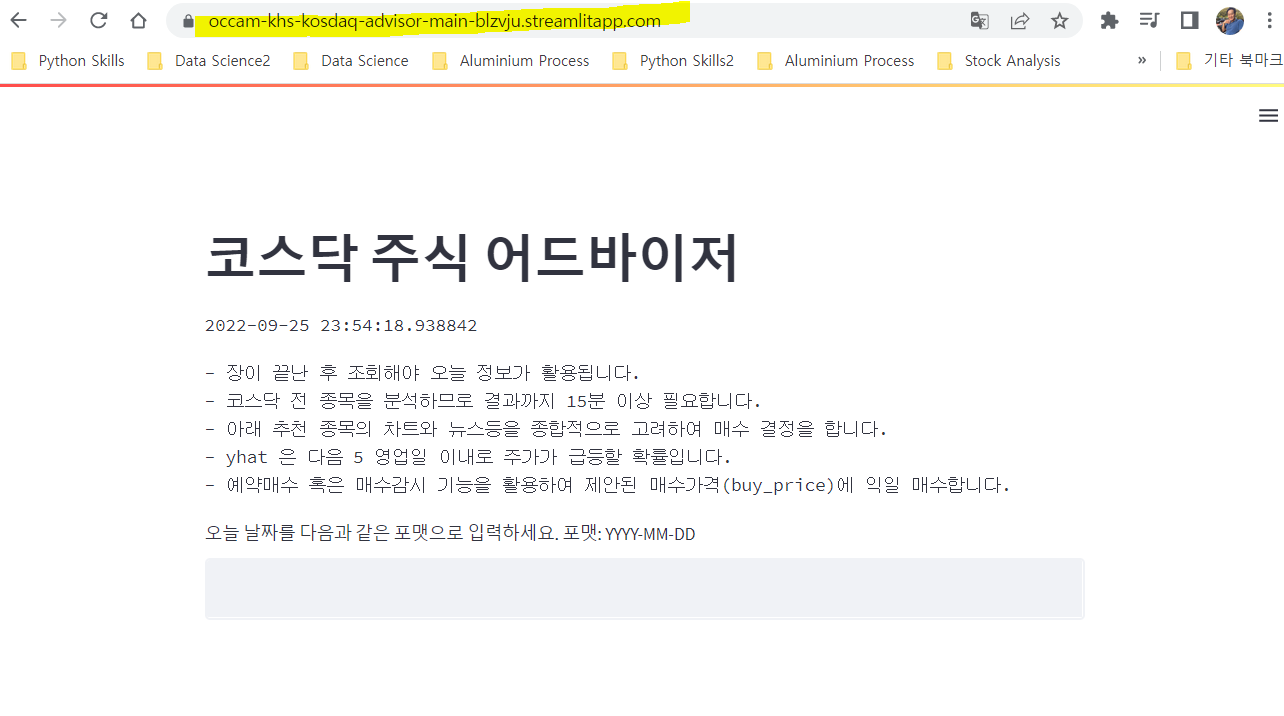 occam-khs-kosdaq-advisor-main-blzvju.streamlitapp.com
Python Skills Data Science2 Data Science Aluminium Process Python Skills2 Aluminium Process Stock Analysis » 기타 북마크
코스닥 주식 어드바이저
2022-09-25 23:54:18.938842
- 장이 끝난 후 조회해야 오늘 정보가 활용됩니다.
- 코스닥 전 종목을 분석하므로 결과까지 15분 이상 필요합니다.
- 아래 추천 종목의 차트와 뉴스등을 종합적으로 고려하여 매수 결정을 합니다.
- yhat 은 다음 5 영업일 이내로 주가가 급등할 확률입니다.
- 예약매수 혹은 매수감시 기능을 활용하여 제안된 매수가격(buy_price)에 익일 매수합니다.
오늘 날짜를 다음과 같은 포맷으로 입력하세요. 포맷: YYYY-MM-DD